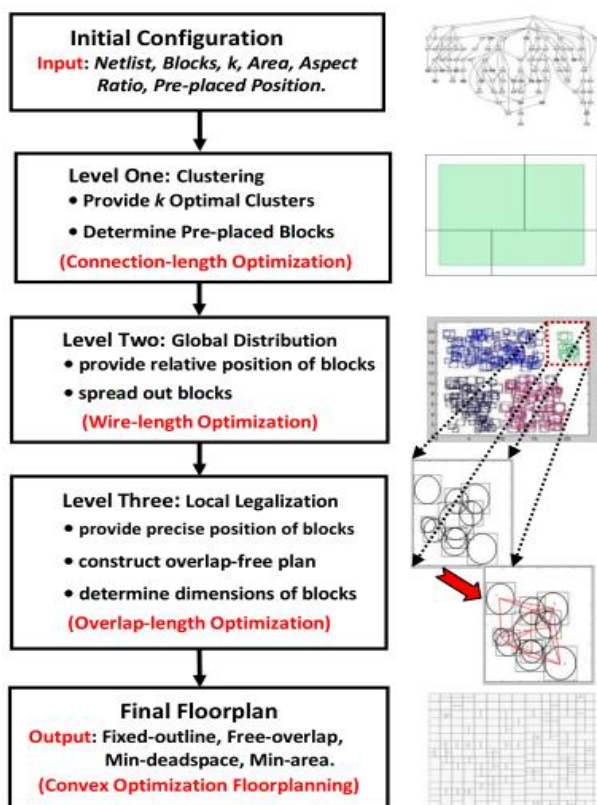 Initial Configuration
Input: Netlist, Blocks, k, Area, Aspect
Ratio, Pre-placed Position.
Level One: Clustering
• Provide k Optimal Clusters
• Determine Pre-placed Blocks
(Connection-length Optimization)
Level Two: Global Distribution
• provide relative position of blocks
• spread out blocks
(Wire-length Optimization)
Level Three: Local Legalization
• provide precise position of blocks
• construct overlap-free plan
• determine dimensions of blocks
(Overlap-length Optimization)
Final Floorplan
Output: Fixed-outline, Free-overlap,
Min-deadspace, Min-area.
(Convex Optimization Floorplanning)